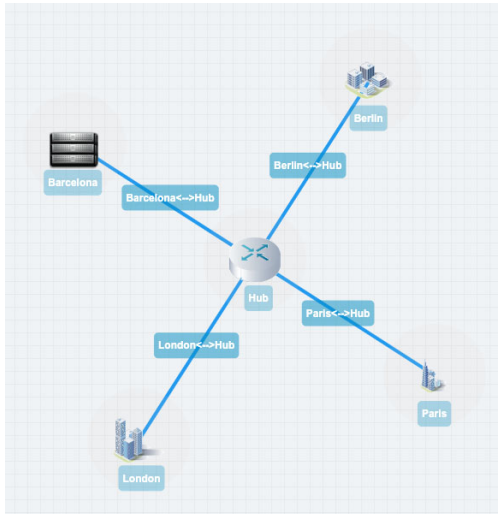 Berlin
Berlin<-->Hub
Barcelona
Barcelona<-->Hub
Hub
Paris<-->Hub
London<-->Hub
Paris
London